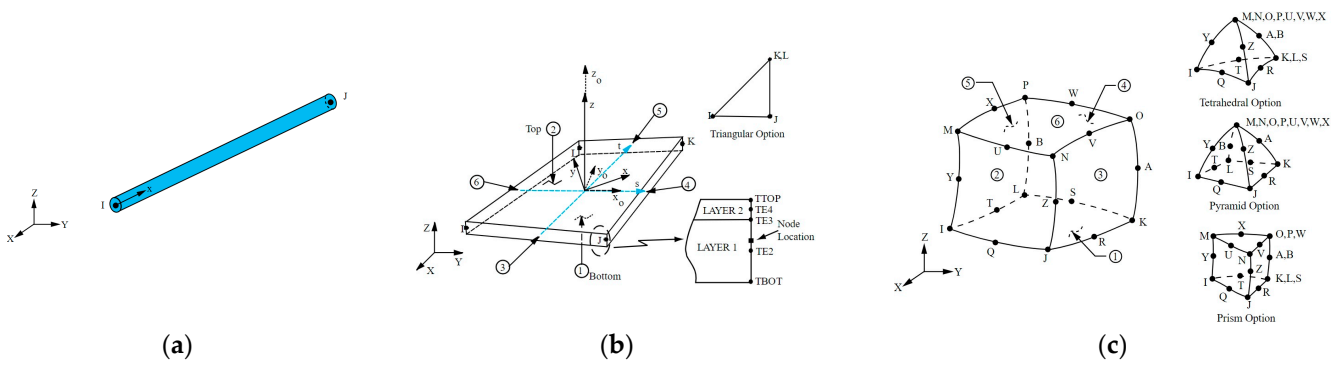 J
I
x
Z
Y
X
(a)
z₀
z
K,L
I
J
Triangular Option
Top
2
5
t
L
K
y
y₀
x
s
x₀
6
4
I
J
3
1
Bottom
Z
Y
X
TTOP
LAYER 2
TE4
TE3
LAYER 1
Node
Location
TE2
TBOT
(b)
5
P
W
4
X
6
O
M
B
V
U
N
A
Y
2
3
L
S
T
Z
K
I
R
Q
J
1
Z
Y
X
(c)
M,N,O,P,U,V,W,X
Y
A,B
Z
K,L,S
T
I
R
Q
J
Tetrahedral Option
M,N,O,P,U,V,W,X
Y
A
B
Z
T
S
K
L
I
R
Q
J
Pyramid Option
X
M
O,P,W
U
V
N
Y
A,B
Z
T
I
K,L,S
Q
R
J
Prism Option